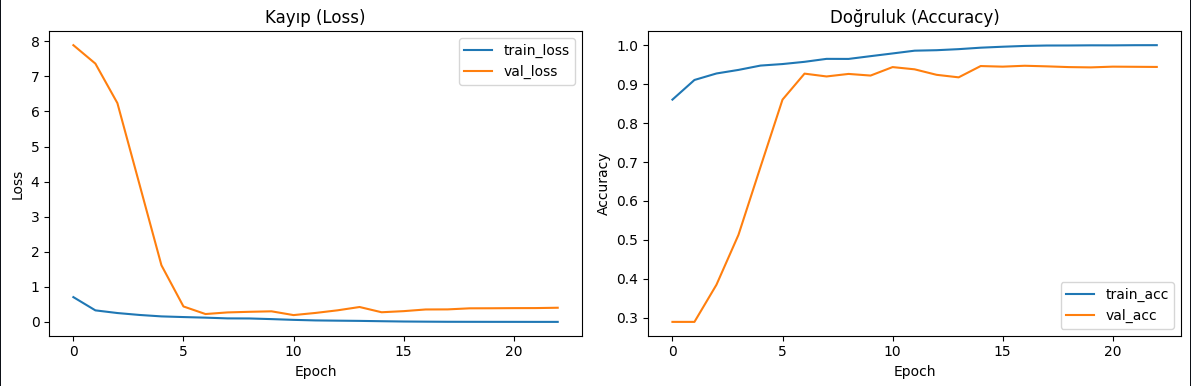 Kayıp (Loss)
8
7
6
5
4
3
2
1
0
Loss
train_loss
val_loss
0
5
10
15
20
Epoch
Doğruluk (Accuracy)
1.0
0.9
0.8
0.7
0.6
0.5
0.4
0.3
Accuracy
train_acc
val_acc
0
5
10
15
20
Epoch